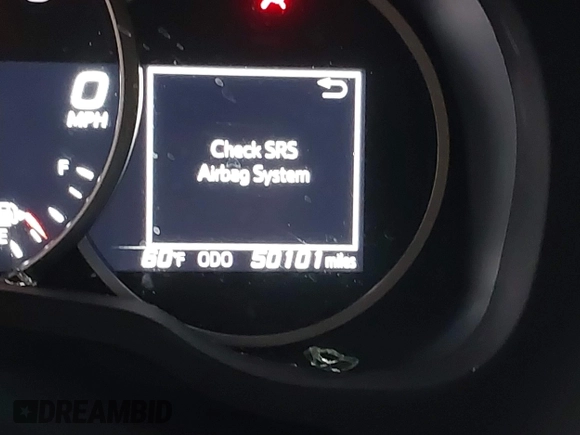 0
MPH
F
E
Check SRS
Airbag System
60°F ODO 50101 miles
DREAMBID